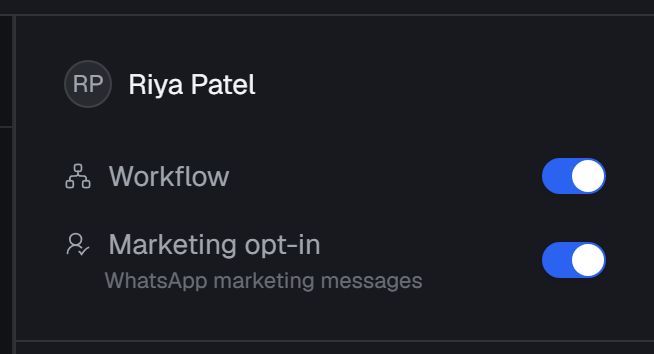 RP Riya Patel
Workflow
Marketing opt-in
WhatsApp marketing messages